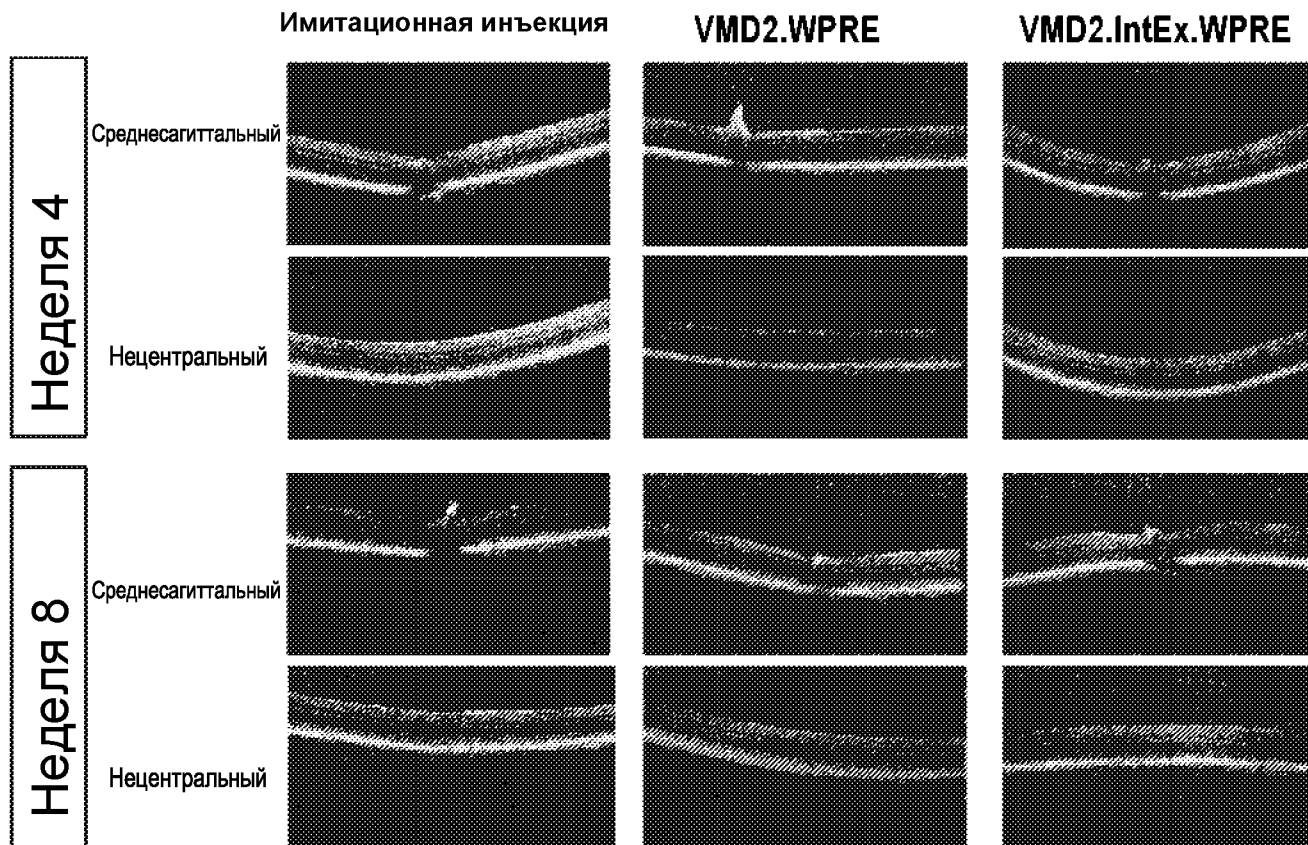 Имитационная инъекция
VMD2.WPRE
VMD2.IntEx.WPRE
Неделя 4
Среднесагиттальный
Нецентральный
Неделя 8
Среднесагиттальный
Нецентральный